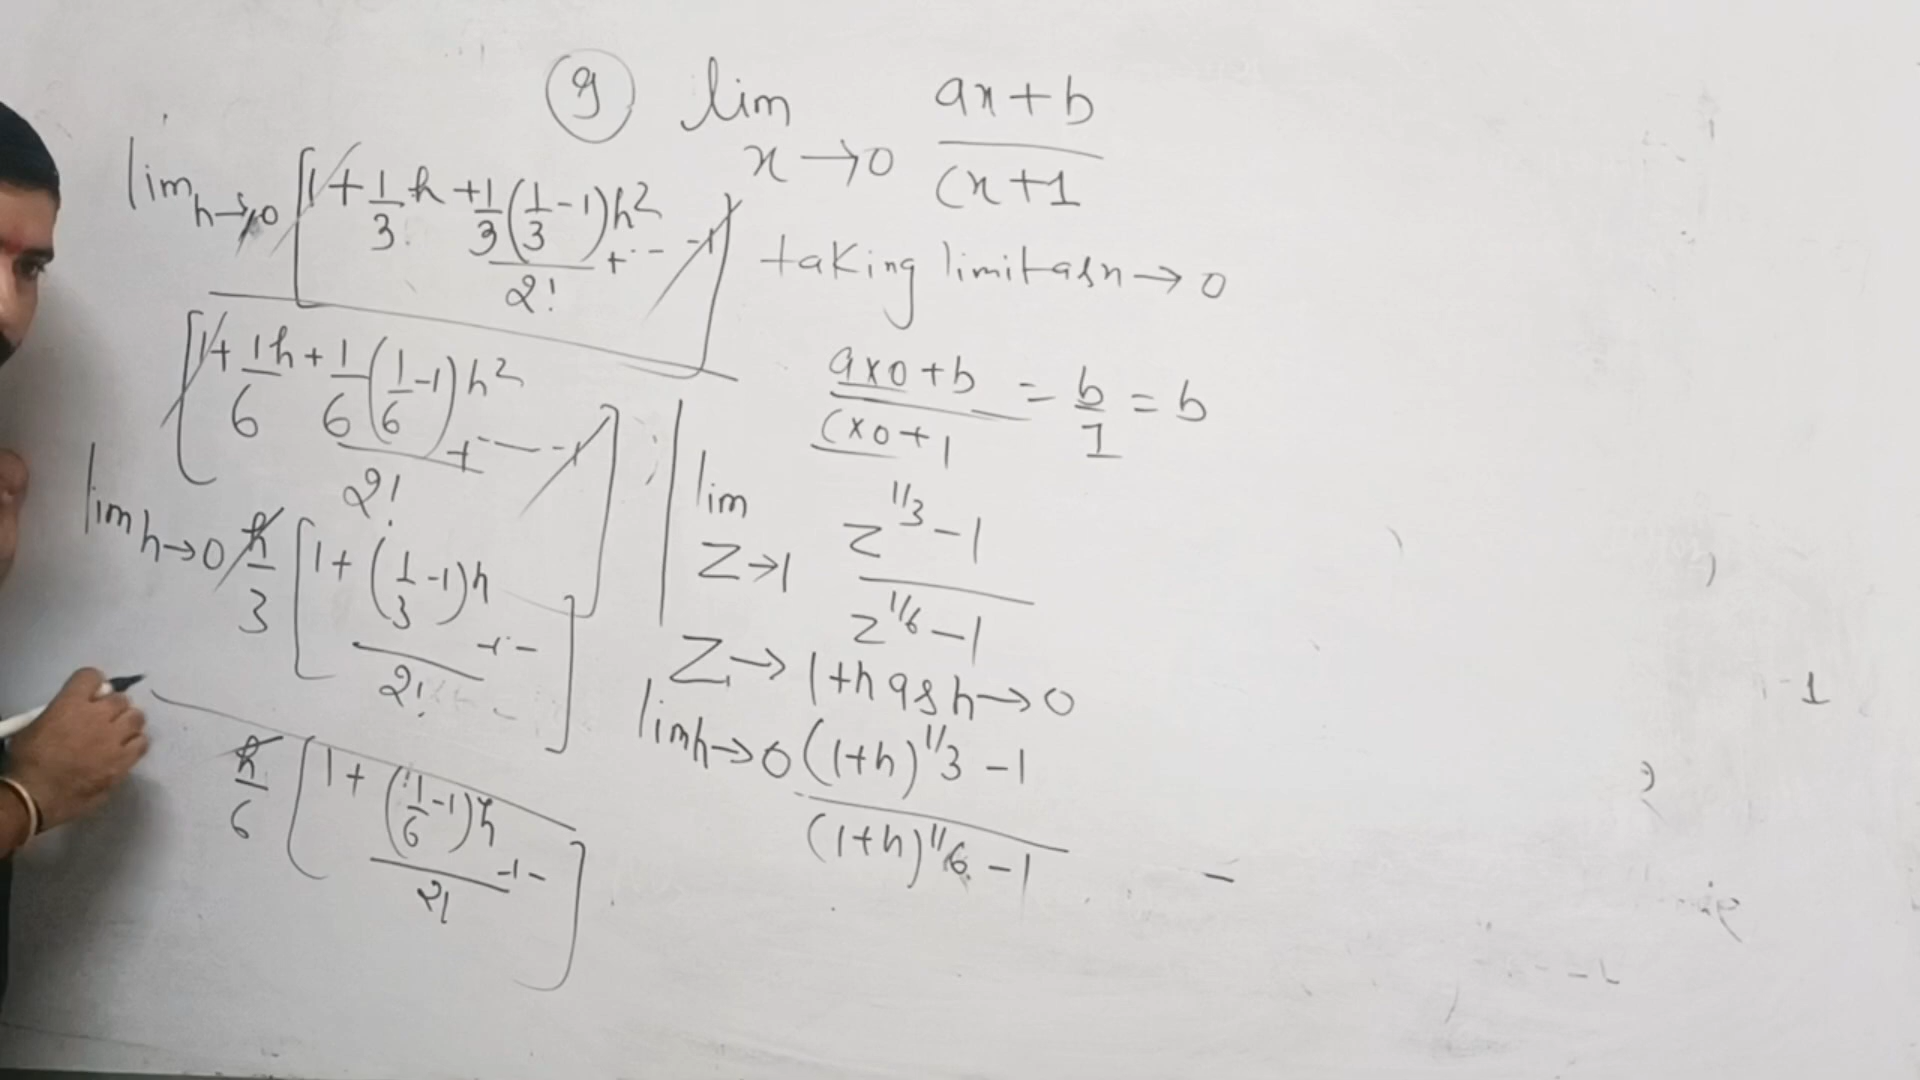 9 lim x→0 ax+b / cx+1
taking limit as x→0
a×0+b / c×0+1 = b/1 = b
lim z→1 z^1/3 -1 / z^1/6 -1
Z→ 1+h as h→0
lim h→0 (1+h)^1/3 -1 / (1+h)^1/6 -1
lim h→0 [1+ 1/3 h + 1/3 (1/3 -1)h² / 2! + --- -1]
[1+ 1/6 h + 1/6 (1/6 -1)h² / 2! + --- -1]
lim h→0 h/3 [1+ (1/3 -1)h / 2! + --]
h/6 [1+ (1/6 -1)h / 2! + --]